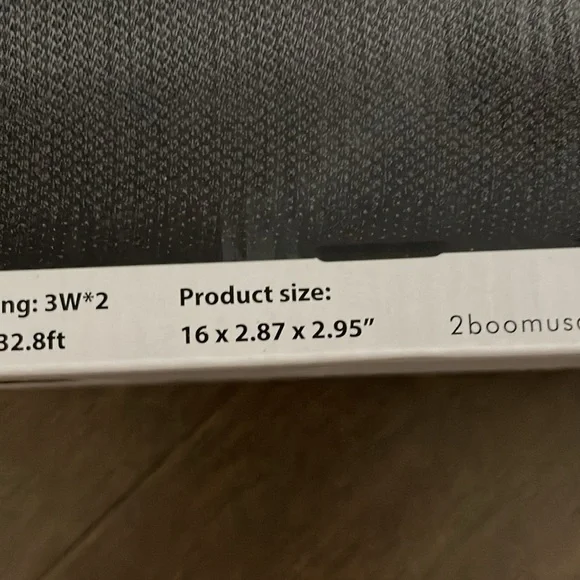 ng: 3W*2
32.8ft
Product size:
16 x 2.87 x 2.95”
2boomus